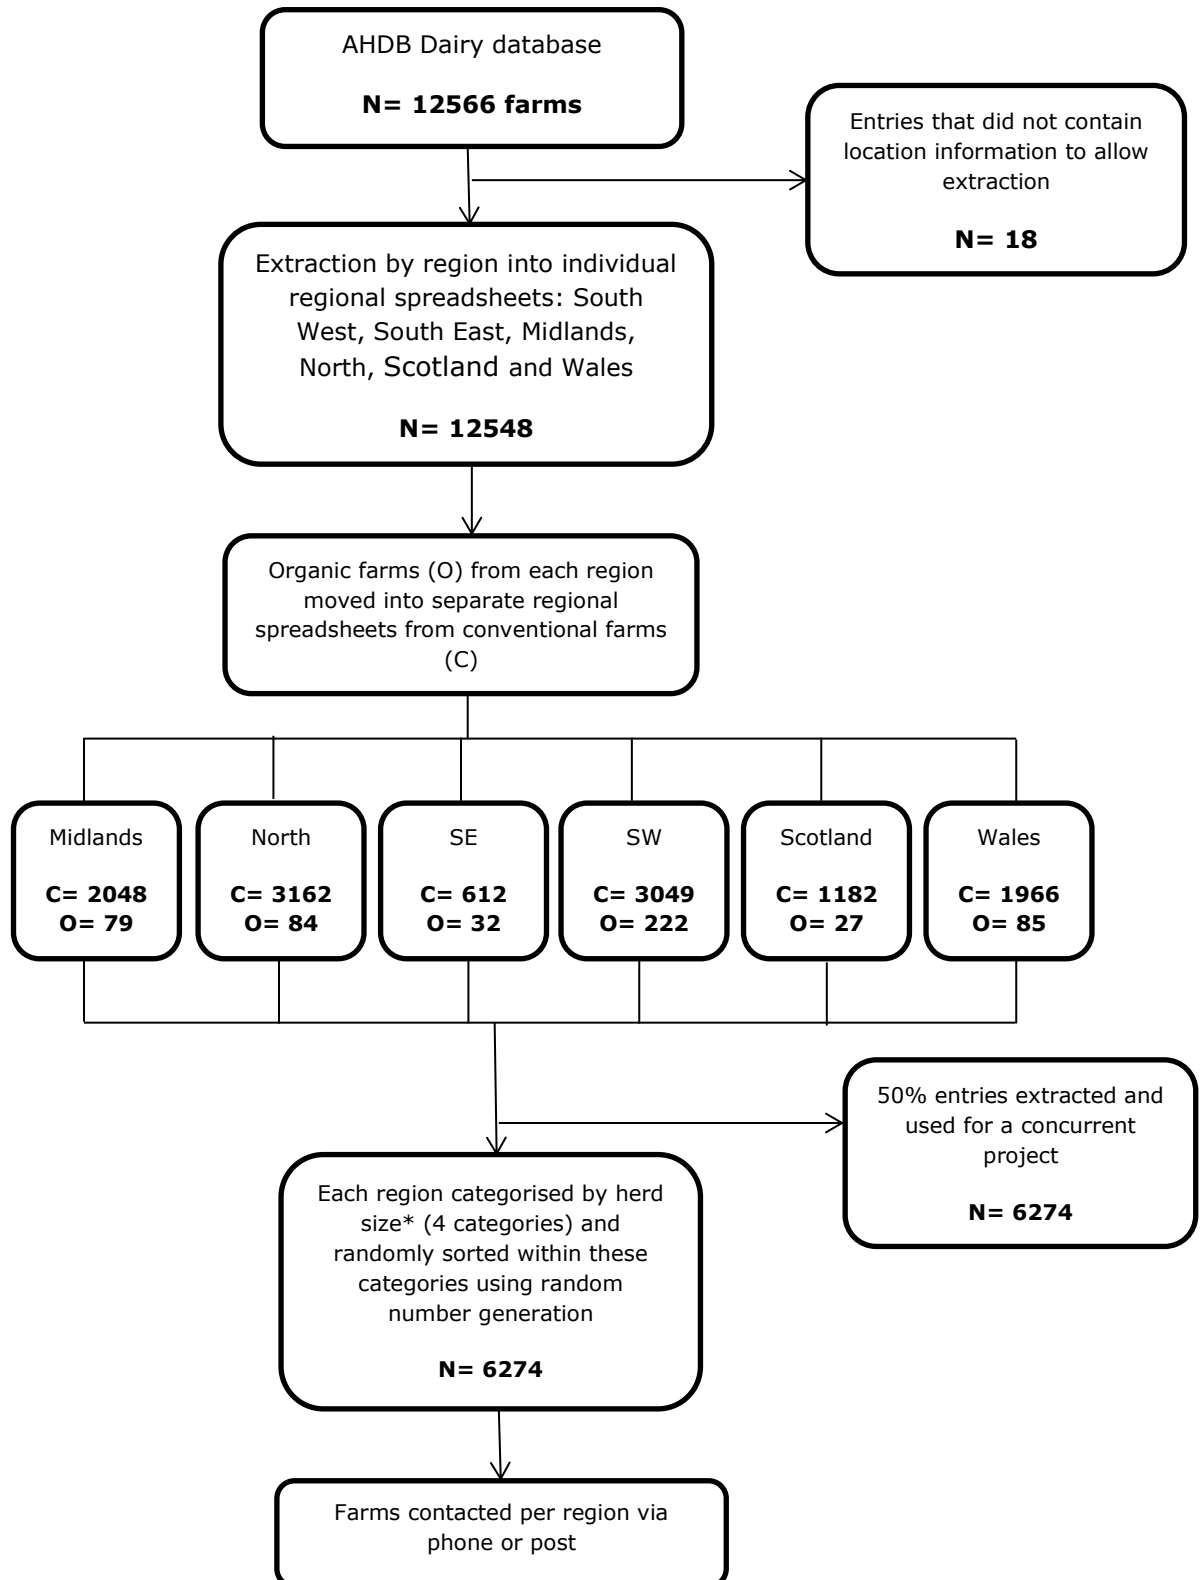 AHDB Dairy database
N= 12566 farms
Entries that did not contain
location information to allow
extraction
N= 18
Extraction by region into individual
regional spreadsheets: South
West, South East, Midlands,
North, Scotland and Wales
N= 12548
Organic farms (O) from each region
moved into separate regional
spreadsheets from conventional farms
(C)
Midlands
C= 2048
O= 79
North
C= 3162
O= 84
SE
C= 612
O= 32
SW
C= 3049
O= 222
Scotland
C= 1182
O= 27
Wales
C= 1966
O= 85
50% entries extracted and
used for a concurrent
project
N= 6274
Each region categorised by herd
size* (4 categories) and
randomly sorted within these
categories using random
number generation
N= 6274
Farms contacted per region via
phone or post